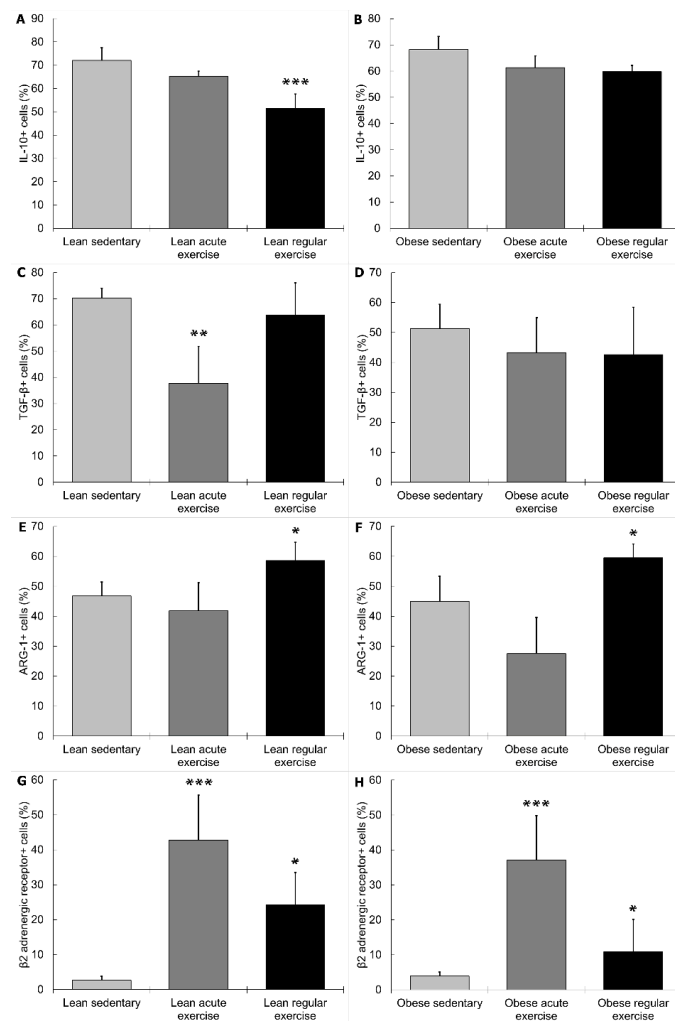 A
IL-10+ cells (%)
90
80
70
60
50
40
30
20
10
0
***
Lean sedentary
Lean acute
exercise
Lean regular
exercise
B
IL-10+ cells (%)
80
70
60
50
40
30
20
10
0
Obese sedentary
Obese acute
exercise
Obese regular
exercise
C
TGF-β+ cells (%)
80
70
60
50
40
30
20
10
0
**
Lean sedentary
Lean acute
exercise
Lean regular
exercise
D
TGF-β+ cells (%)
70
60
50
40
30
20
10
0
Obese sedentary
Obese acute
exercise
Obese regular
exercise
E
ARG-1+ cells (%)
70
60
50
40
30
20
10
0
*
Lean sedentary
Lean acute
exercise
Lean regular
exercise
F
ARG-1+ cells (%)
70
60
50
40
30
20
10
0
*
Obese sedentary
Obese acute
exercise
Obese regular
exercise
G
β2 adrenergic receptor+ cells (%)
60
50
40
30
20
10
0
***
*
Lean sedentary
Lean acute
exercise
Lean regular
exercise
H
β2 adrenergic receptor+ cells (%)
60
50
40
30
20
10
0
***
*
Obese sedentary
Obese acute
exercise
Obese regular
exercise